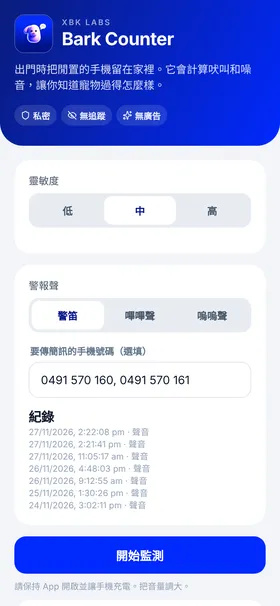 XBK LABS
Bark Counter
出門時把閒置的手機留在家裡。它會計算吠叫和噪
音，讓你知道寵物過得怎麼樣。
私密
無追蹤
無廣告
靈敏度
低 中 高
警報聲
警笛 嗶嗶聲 嗚嗚聲
要傳簡訊的手機號碼（選填）
0491 570 160, 0491 570 161
紀錄
27/11/2026, 2:22:08 pm · 聲音
27/11/2026, 2:21:41 pm · 聲音
27/11/2026, 11:05:17 am · 聲音
26/11/2026, 4:48:03 pm · 聲音
26/11/2026, 9:12:55 am · 聲音
25/11/2026, 1:30:26 pm · 聲音
24/11/2026, 3:02:11 pm · 聲音
開始監測
請保持 App 開啟並讓手機充電。把音量調大。